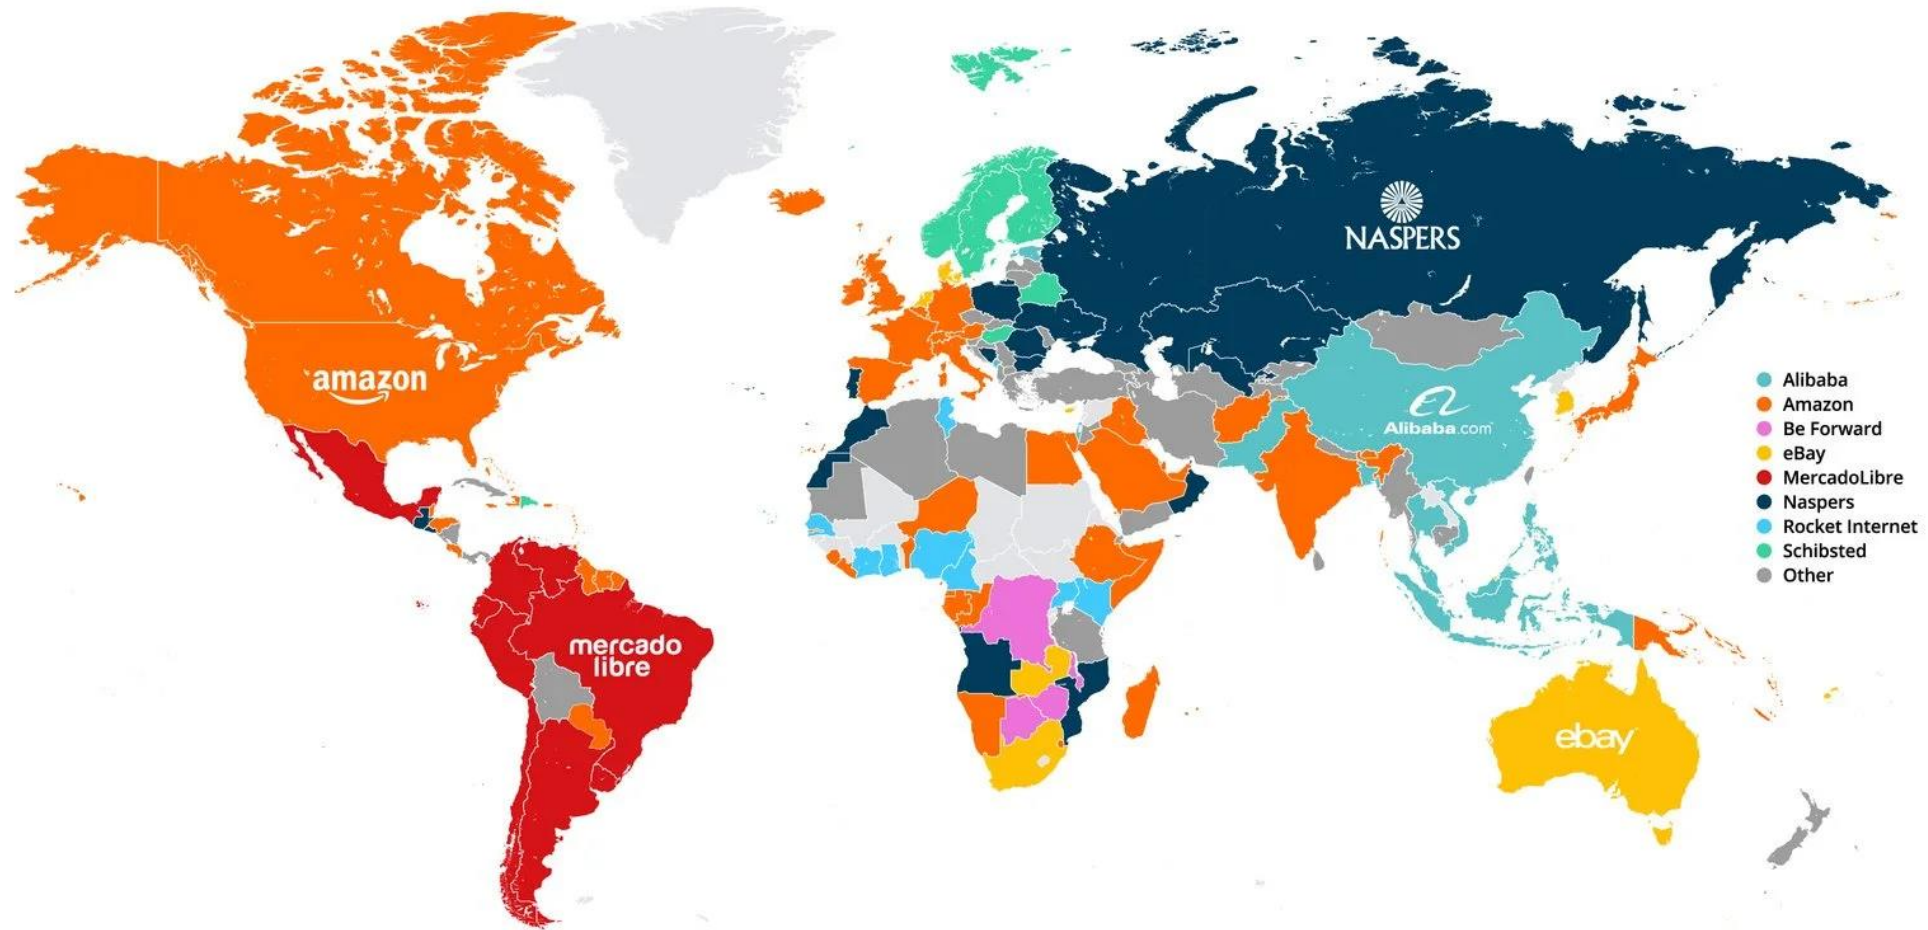 NASPERS
amazon
Alibaba.com
mercado
libre
ebay
Alibaba
Amazon
Be Forward
eBay
MercadoLibre
Naspers
Rocket Internet
Schibsted
Other